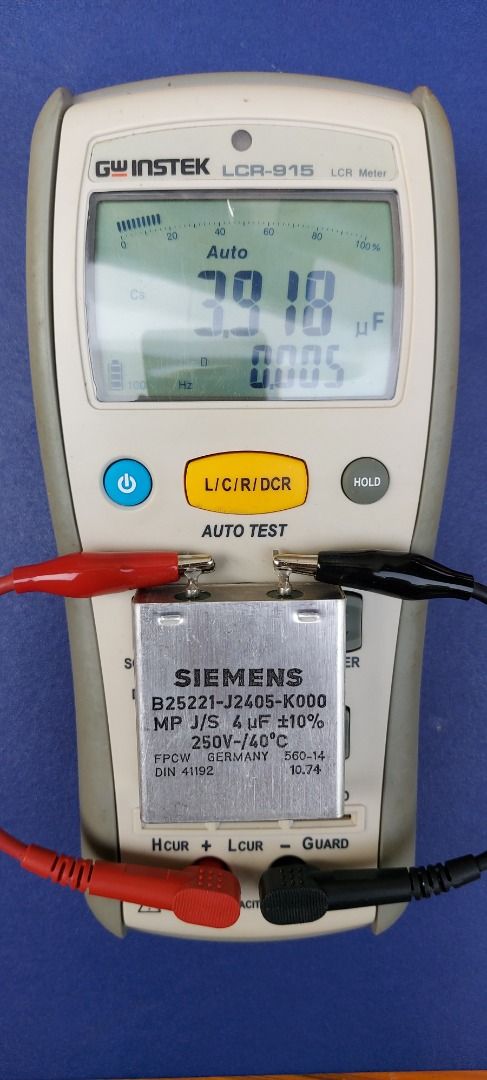 GWINSTEK LCR-915 LCR Meter
0 20 40 60 80 100%
Auto
Cs 3.918 µF
D 0.005
100 Hz
L/C/R/DCR
HOLD
AUTO TEST
SIEMENS
B25221-J2405-K000
MP J/S 4 µF ±10%
250V-/40°C
FPCW GERMANY 560-14
DIN 41192 10.74
HCUR + LCUR – GUARD